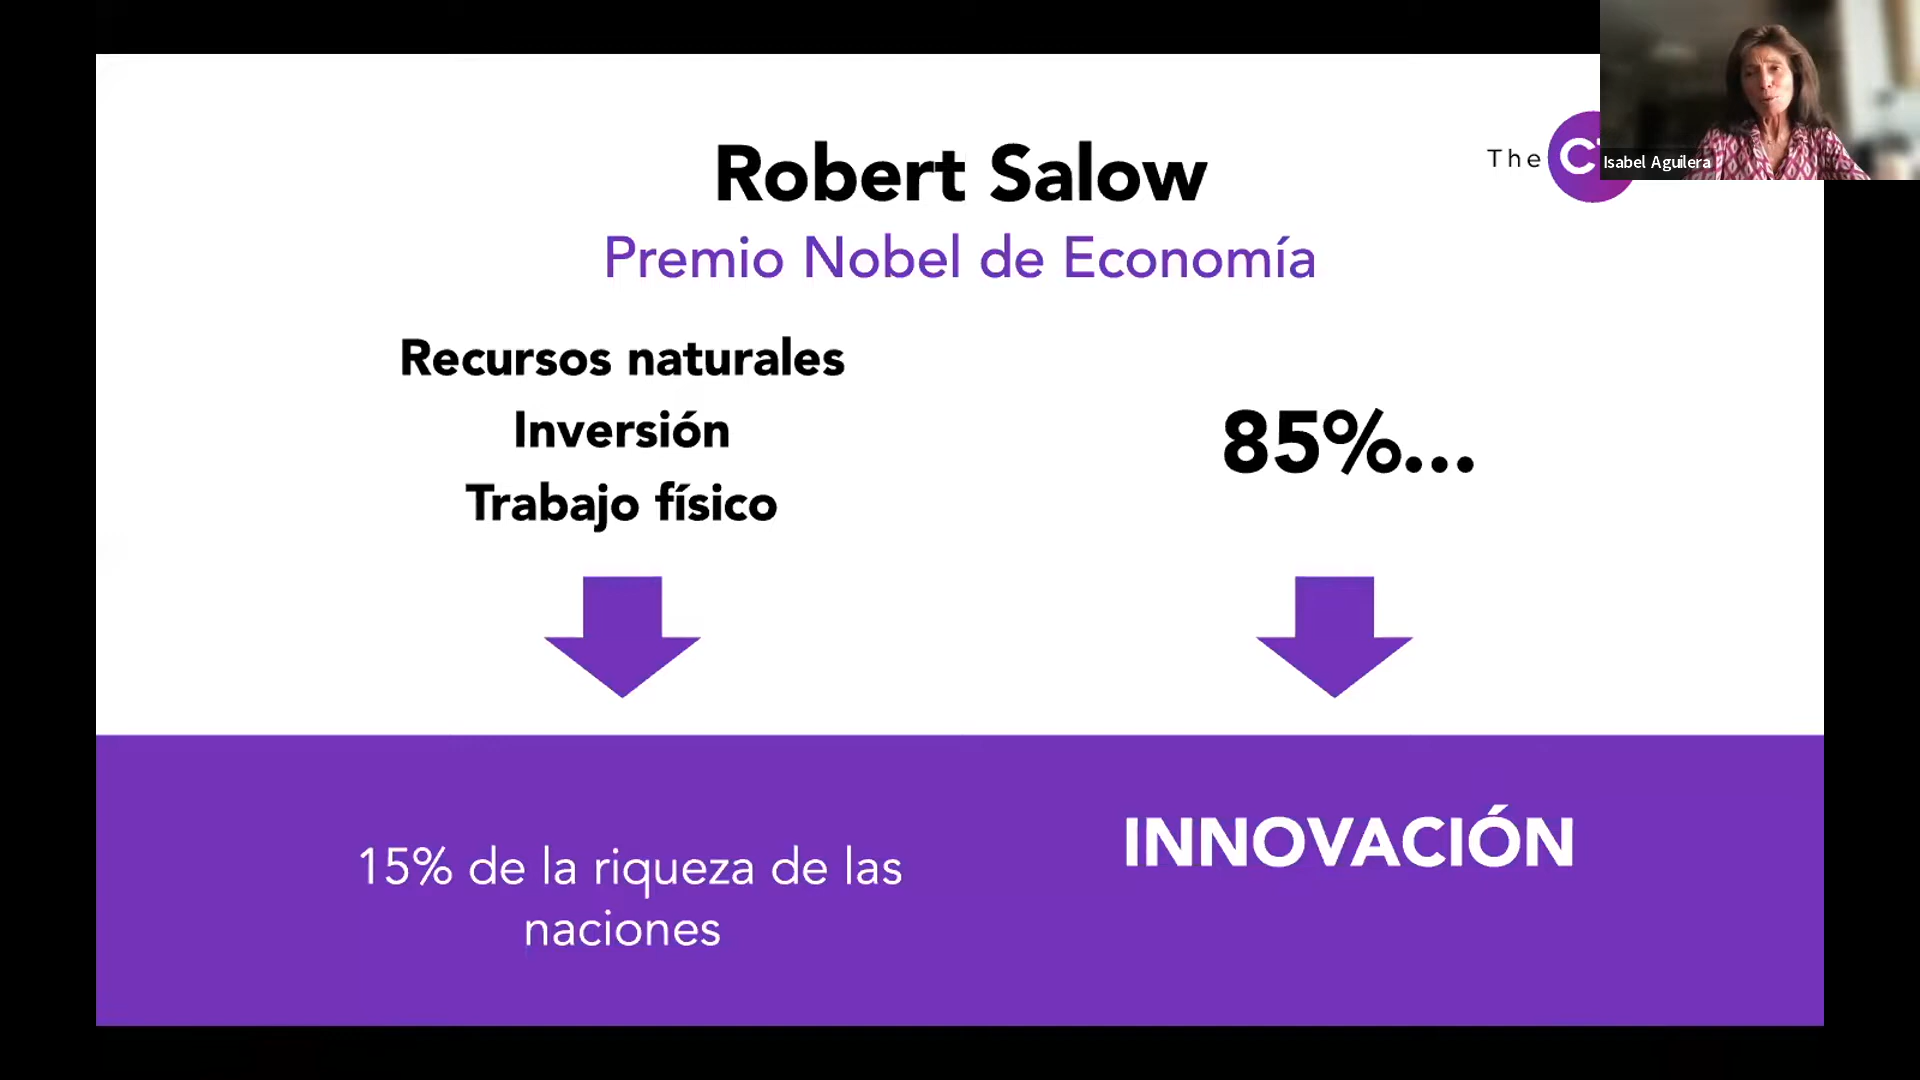 Robert Salow
Premio Nobel de Economía
The C
Isabel Aguilera
Recursos naturales
Inversión
Trabajo físico
85%...
15% de la riqueza de las
naciones
INNOVACIÓN